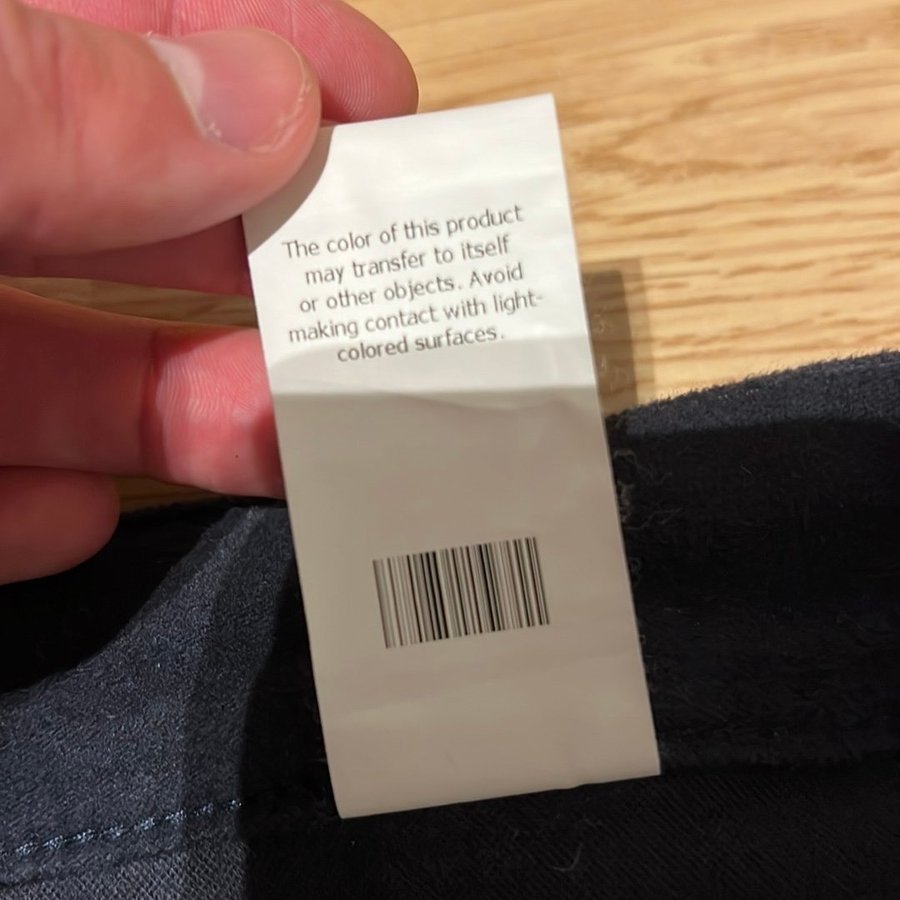 The color of this product
may transfer to itself
or other objects. Avoid
making contact with light-
colored surfaces.